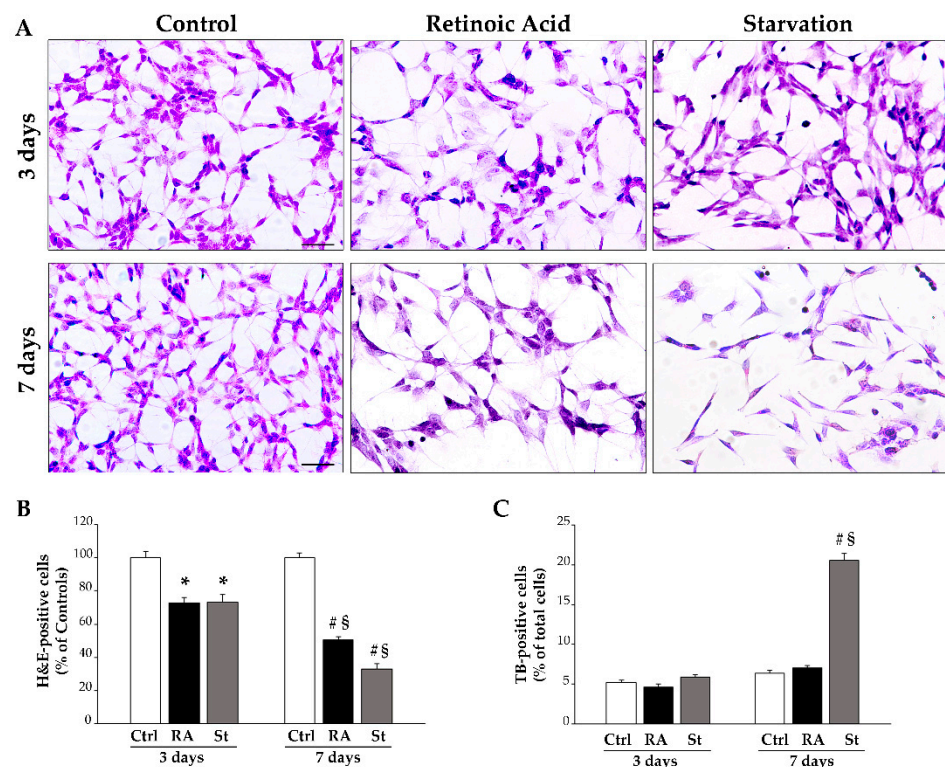 A
Control
Retinoic Acid
Starvation
3 days
7 days
B
H&E-positive cells
(% of Controls)
120
100
80
60
40
20
0
*
*
# §
# §
Ctrl RA St
3 days
Ctrl RA St
7 days
C
TB-positive cells
(% of total cells)
25
20
15
10
5
0
# §
Ctrl RA St
3 days
Ctrl RA St
7 days